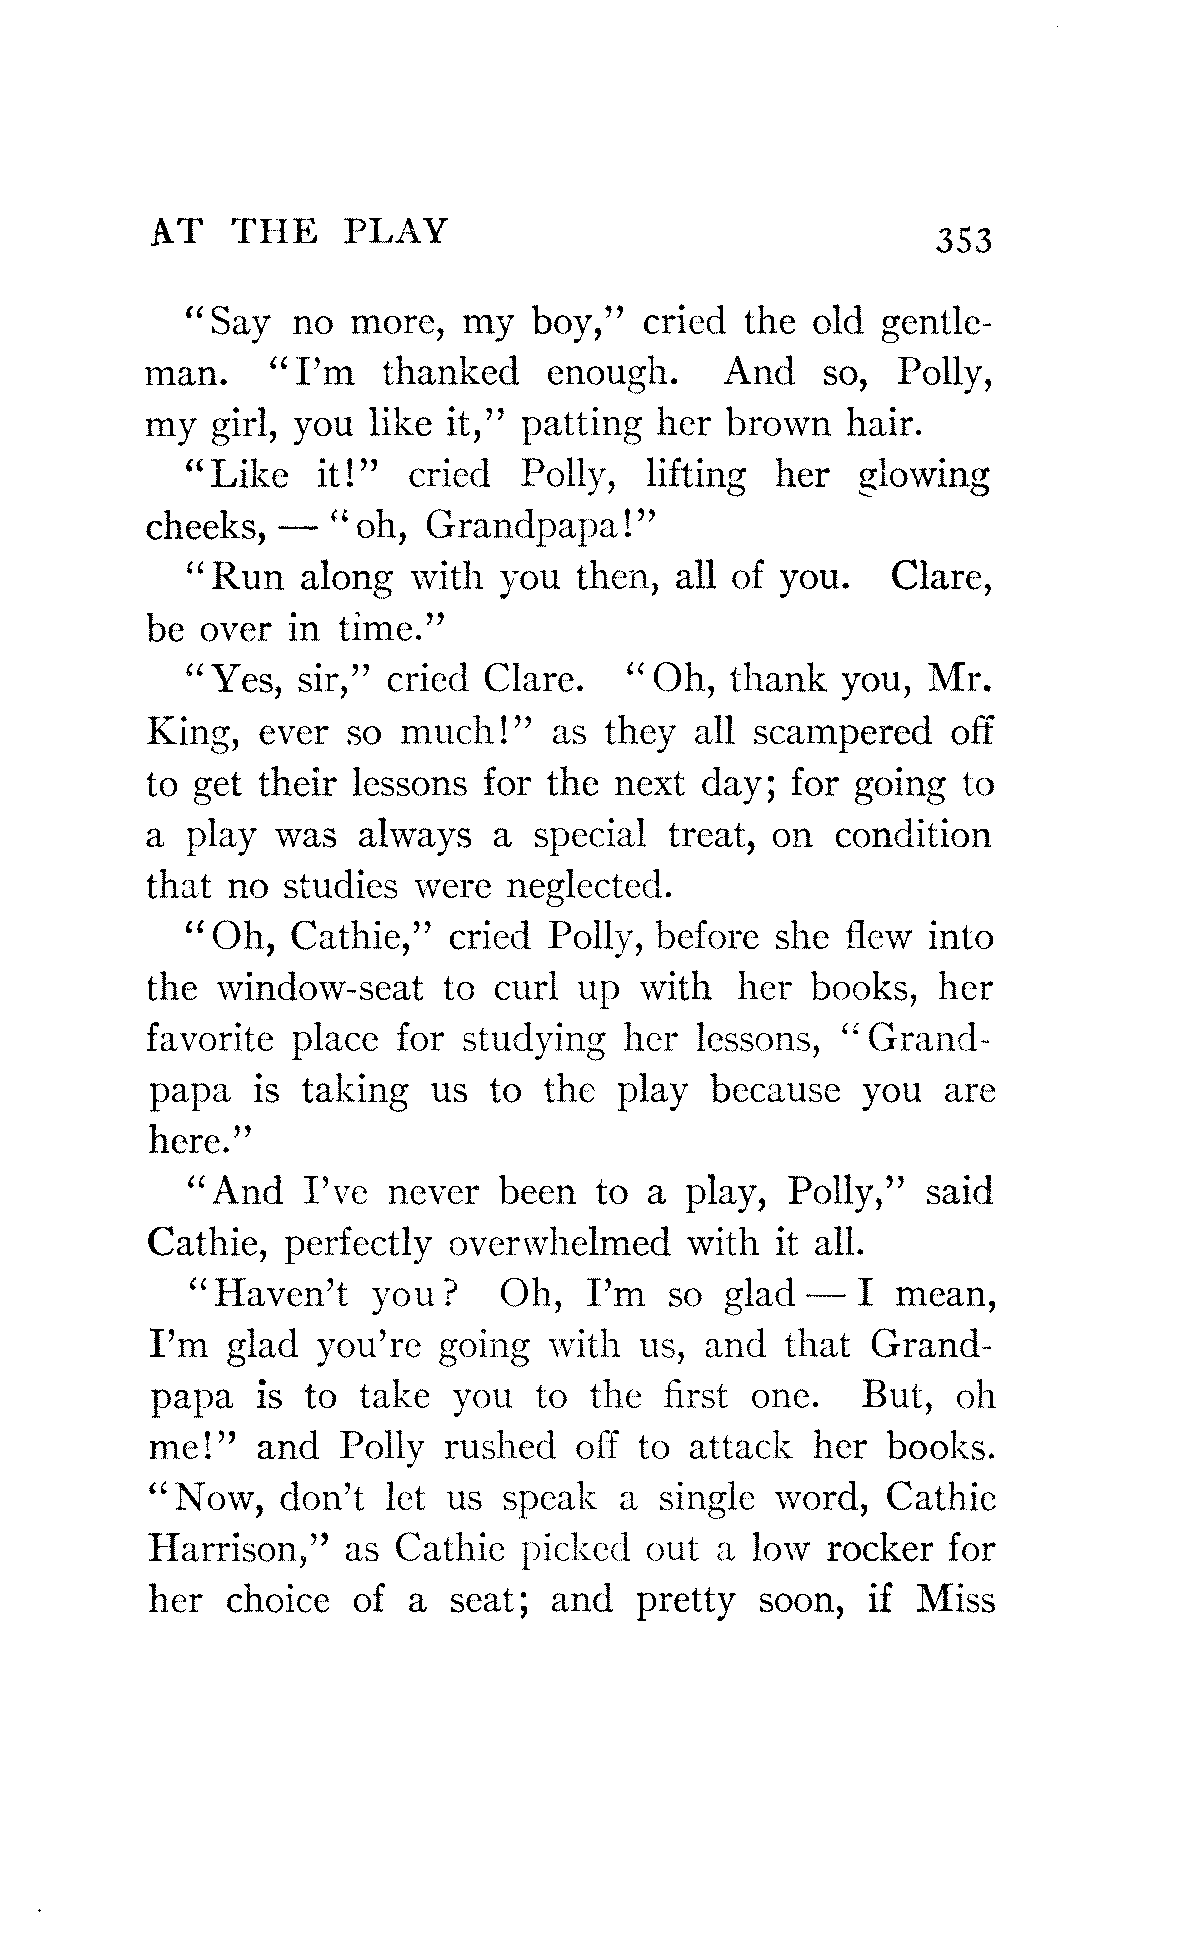 AT THE PLAY 353
"Say no more, my boy," cried the old gentle-
man. "I'm thanked enough. And so, Polly,
my girl, you like it," patting her brown hair.
"Like it!" cried Polly, lifting her glowing
cheeks, — "oh, Grandpapa!"
"Run along with you then, all of you. Clare,
be over in time."
"Yes, sir," cried Clare. "Oh, thank you, Mr.
King, ever so much!" as they all scampered off
to get their lessons for the next day; for going to
a play was always a special treat, on condition
that no studies were neglected.
"Oh, Cathie," cried Polly, before she flew into
the window-seat to curl up with her books, her
favorite place for studying her lessons, "Grand-
papa is taking us to the play because you are
here."
"And I've never been to a play, Polly," said
Cathie, perfectly overwhelmed with it all.
"Haven't you? Oh, I'm so glad — I mean,
I'm glad you're going with us, and that Grand-
papa is to take you to the first one. But, oh
me!" and Polly rushed off to attack her books.
"Now, don't let us speak a single word, Cathie
Harrison," as Cathie picked out a low rocker for
her choice of a seat; and pretty soon, if Miss